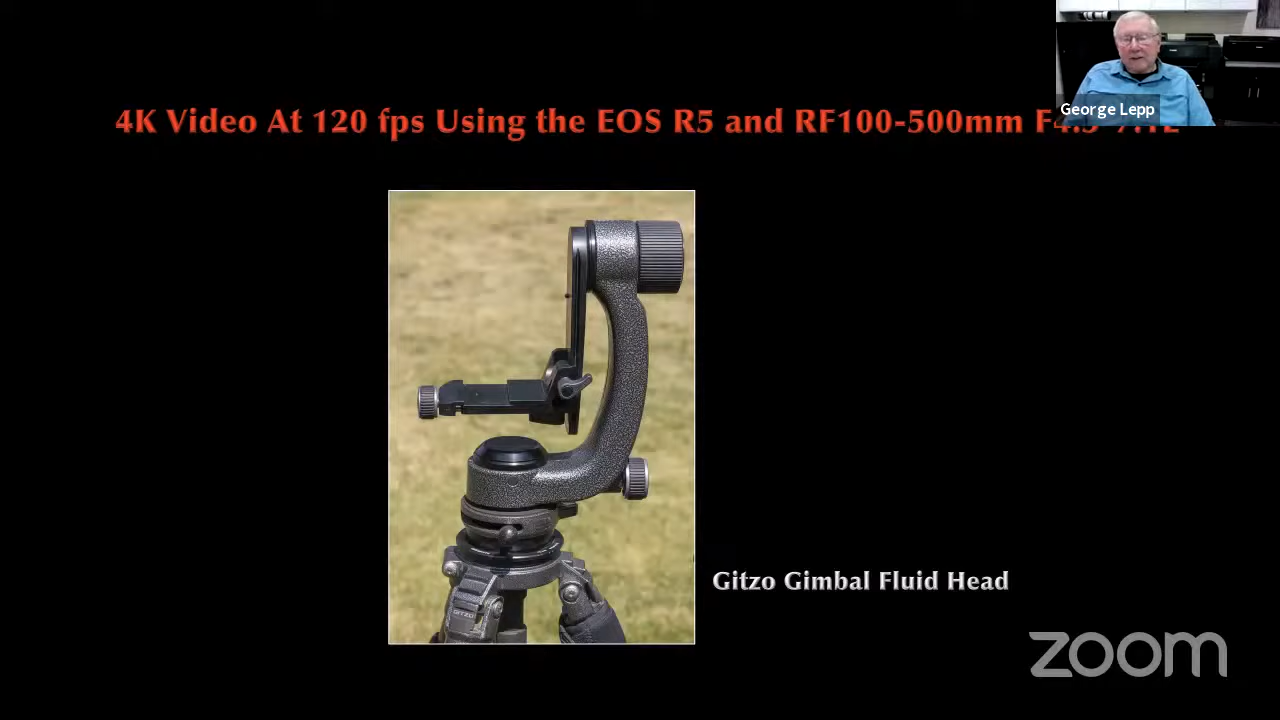 4K Video At 120 fps Using the EOS R5 and RF100-500mm
George Lepp
GITZO
Gitzo Gimbal Fluid Head
zoom